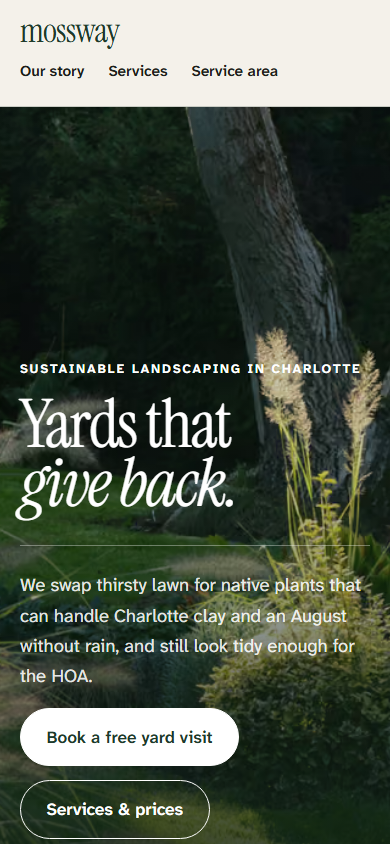 mossway
Our story Services Service area
SUSTAINABLE LANDSCAPING IN CHARLOTTE
Yards that
give back.
We swap thirsty lawn for native plants that
can handle Charlotte clay and an August
without rain, and still look tidy enough for
the HOA.
Book a free yard visit
Services & prices